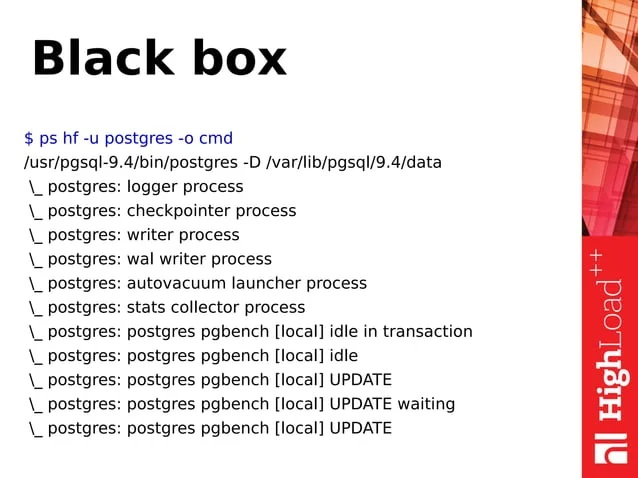 Black box
$ ps hf -u postgres -o cmd
/usr/pgsql-9.4/bin/postgres -D /var/lib/pgsql/9.4/data
\_ postgres: logger process
\_ postgres: checkpointer process
\_ postgres: writer process
\_ postgres: wal writer process
\_ postgres: autovacuum launcher process
\_ postgres: stats collector process
\_ postgres: postgres pgbench [local] idle in transaction
\_ postgres: postgres pgbench [local] idle
\_ postgres: postgres pgbench [local] UPDATE
\_ postgres: postgres pgbench [local] UPDATE waiting
\_ postgres: postgres pgbench [local] UPDATE
HighLoad++